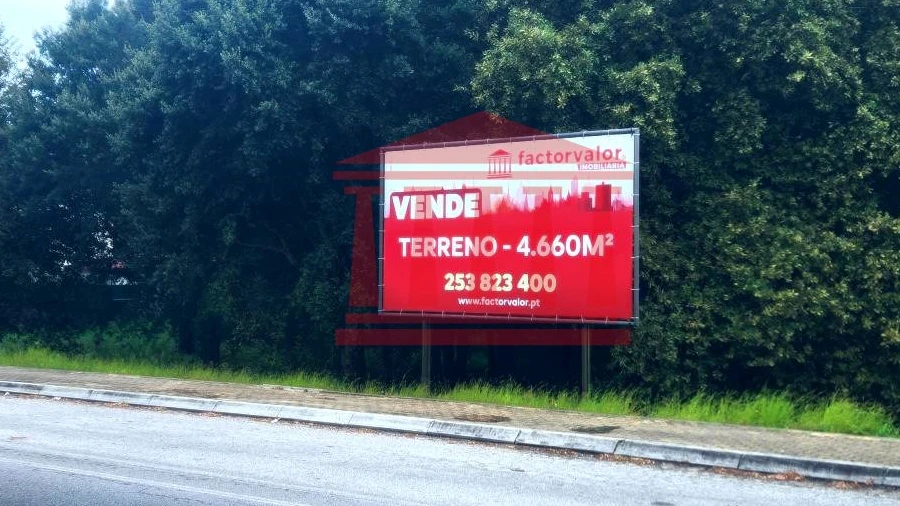 factorvalor
IMOBILIÁRIA
VENDE
TERRENO - 4.660M²
253 823 400
www.factorvalor.pt